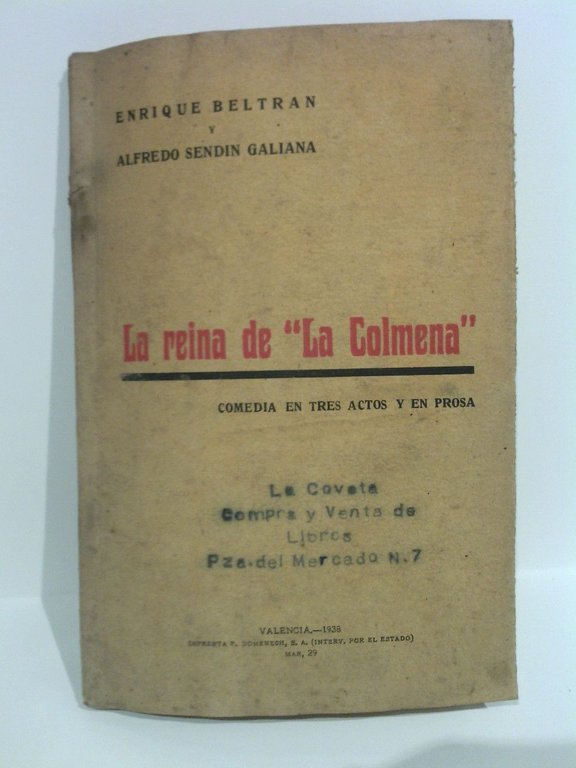 ENRIQUE BELTRAN
Y
ALFREDO SENDIN GALIANA
La reina de "La Colmena"
COMEDIA EN TRES ACTOS Y EN PROSA
La Coveta
Compra y Venta de
Libros
Pza.del Mercado N.7
VALENCIA.—1938
IMPRENTA F. DOMENECH, S. A. (INTERV. POR EL ESTADO)
MAR, 29